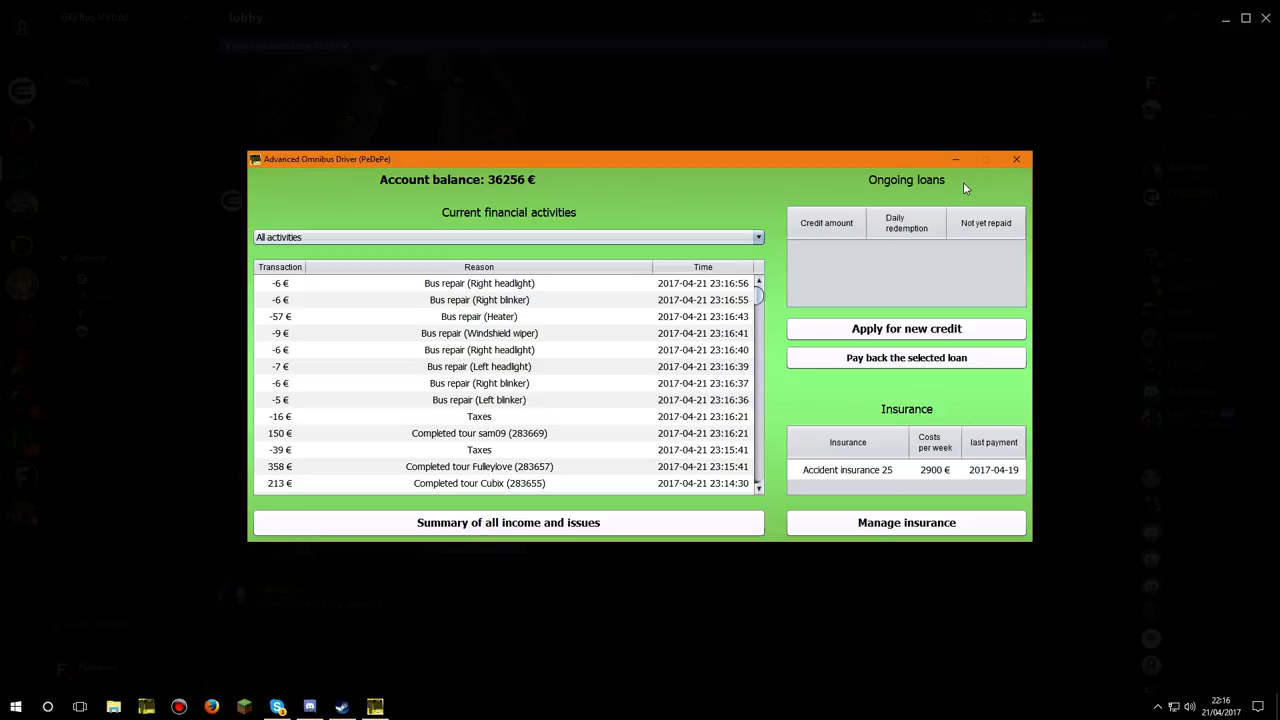 GO Bus Virtual
lobby
Advanced Omnibus Driver (PeDePe)
Account balance: 36256 €
Current financial activities
All activities
Transaction Reason Time
-6 € Bus repair (Right headlight) 2017-04-21 23:16:56
-6 € Bus repair (Right blinker) 2017-04-21 23:16:55
-57 € Bus repair (Heater) 2017-04-21 23:16:43
-9 € Bus repair (Windshield wiper) 2017-04-21 23:16:41
-6 € Bus repair (Right headlight) 2017-04-21 23:16:40
-7 € Bus repair (Left headlight) 2017-04-21 23:16:39
-6 € Bus repair (Right blinker) 2017-04-21 23:16:37
-5 € Bus repair (Left blinker) 2017-04-21 23:16:36
-16 € Taxes 2017-04-21 23:16:21
150 € Completed tour sam09 (283669) 2017-04-21 23:16:21
-39 € Taxes 2017-04-21 23:15:41
358 € Completed tour Fulleylove (283657) 2017-04-21 23:15:41
213 € Completed tour Cubix (283655) 2017-04-21 23:14:30
Summary of all income and issues
Ongoing loans
Credit amount Daily redemption Not yet repaid
Apply for new credit
Pay back the selected loan
Insurance
Insurance Costs per week last payment
Accident insurance 25 2900 € 2017-04-19
Manage insurance
22:16
21/04/2017